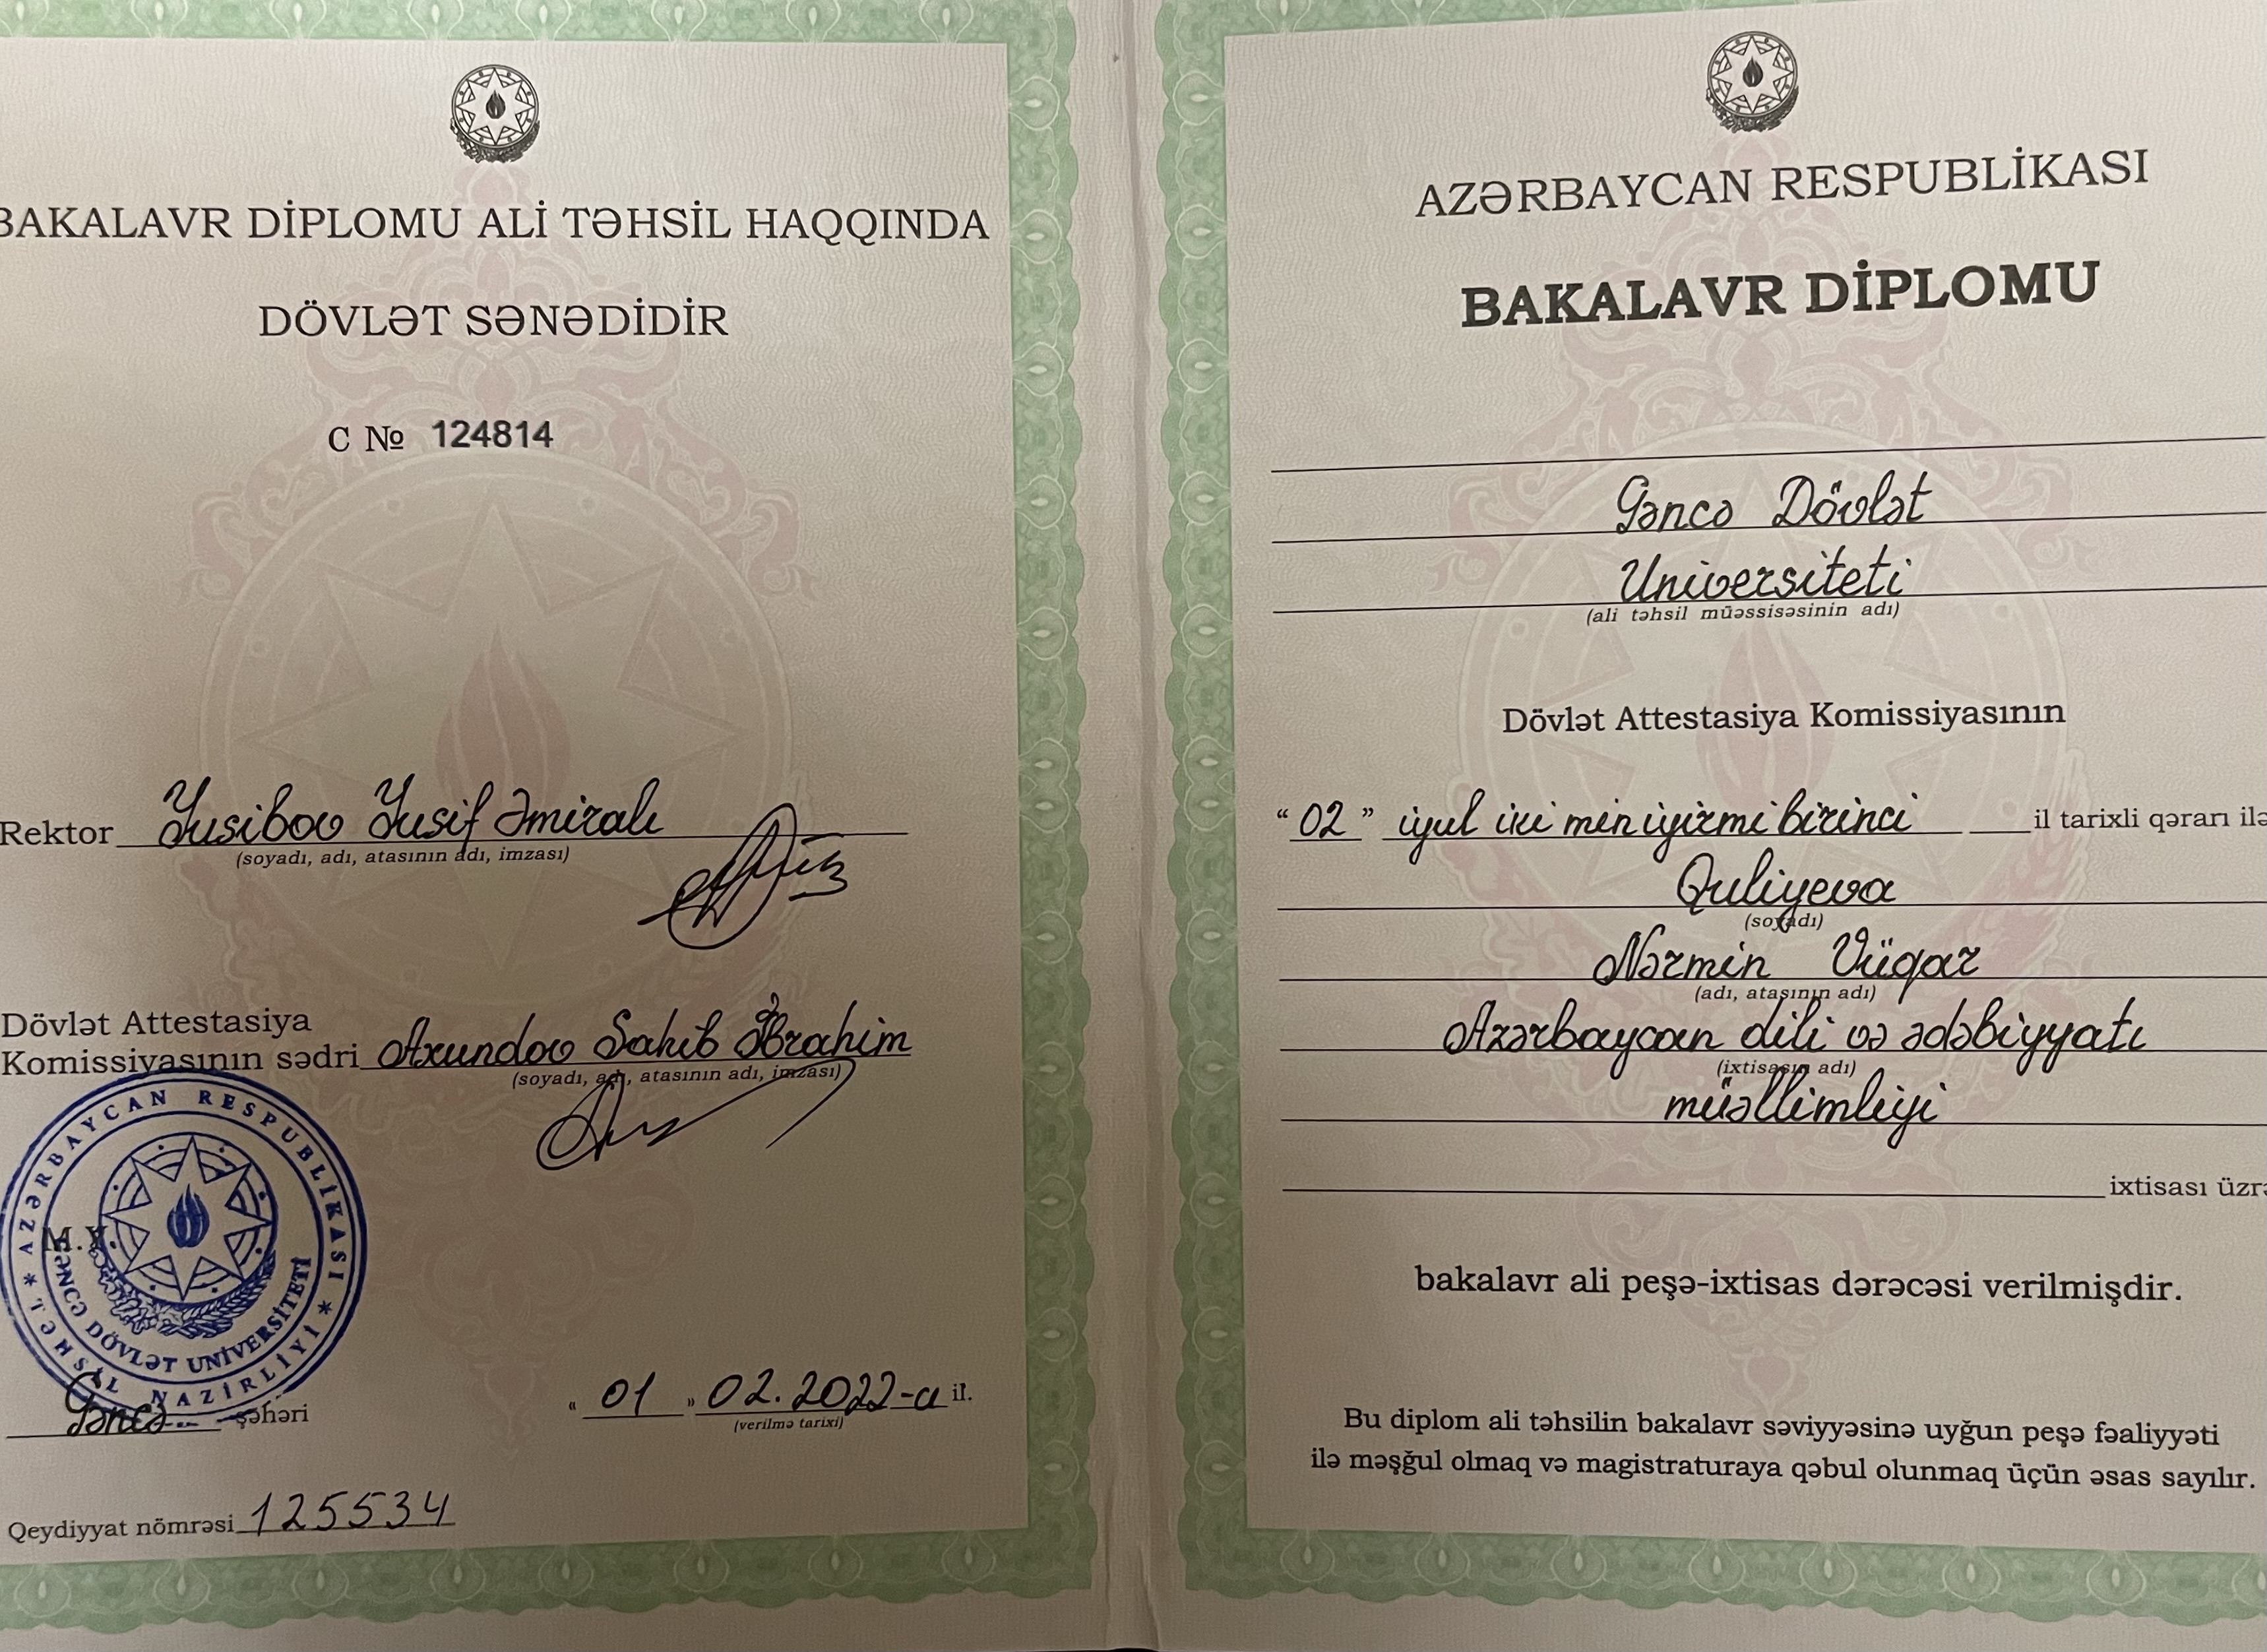 BAKALAVR DİPLOMU ALİ TƏHSİL HAQQINDA
DÖVLƏT SƏNƏDİDİR
C № 124814
Rektor Yusibov Yusif Əmiralı
(soyadı, adı, atasının adı, imzası)
Dövlət Attestasiya
Komissiyasının sədri Axundov Sahib İbrahim
(soyadı, adı, atasının adı, imzası)
AZƏRBAYCAN RESPUBLİKASI
* TƏHSİL NAZİRLİYİ *
GƏNCƏ DÖVLƏT UNİVERSİTETİ
M.Y.
Gəncə şəhəri
“ 01 ” 02.2022-ci il.
(verilmə tarixi)
Qeydiyyat nömrəsi 125534
AZƏRBAYCAN RESPUBLİKASI
BAKALAVR DİPLOMU
Gəncə Dövlət
Universiteti
(ali təhsil müəssisəsinin adı)
Dövlət Attestasiya Komissiyasının
“ 02 ” iyul iki min iyirmi birinci il tarixli qərarı ilə
Quliyeva
(soyadı)
Nərmin Vüqar
(adı, atasının adı)
Azərbaycan dili və ədəbiyyatı
(ixtisasın adı)
müəllimliyi
ixtisası üzrə
bakalavr ali peşə-ixtisas dərəcəsi verilmişdir.
Bu diplom ali təhsilin bakalavr səviyyəsinə uyğun peşə fəaliyyəti
ilə məşğul olmaq və magistraturaya qəbul olunmaq üçün əsas sayılır.